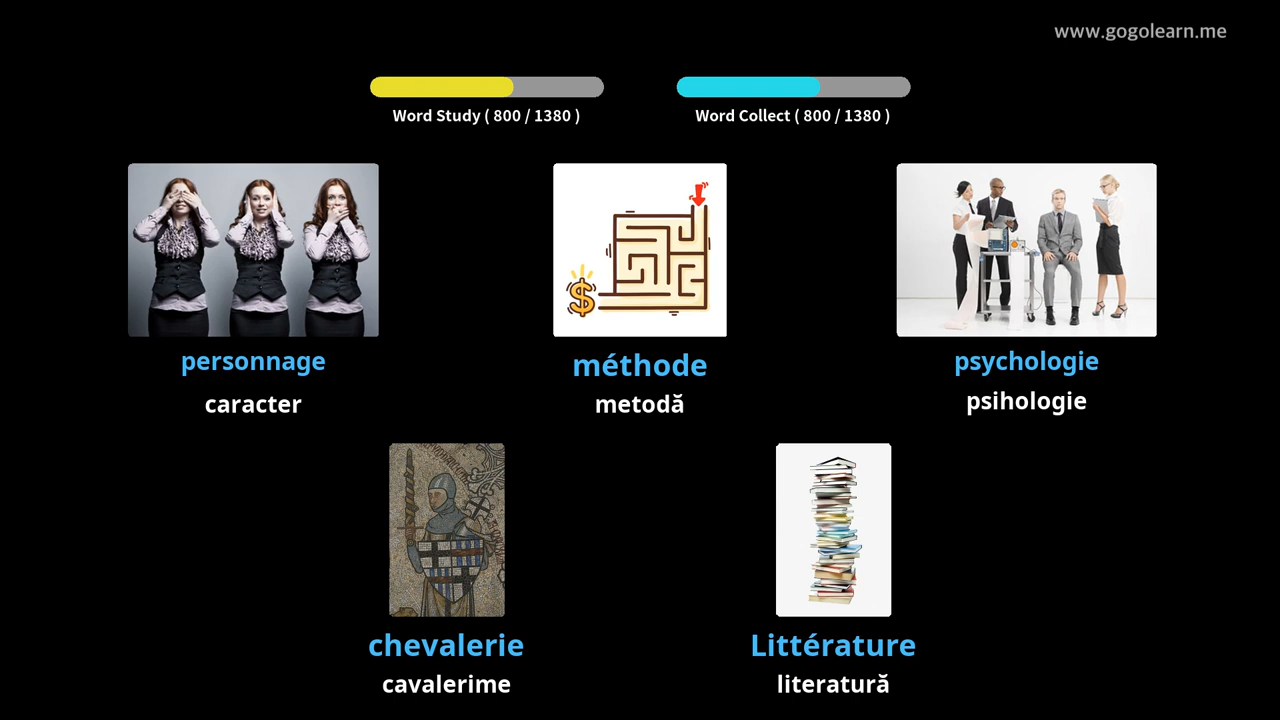 www.gogolearn.me
Word Study ( 800 / 1380 )
Word Collect ( 800 / 1380 )
personnage
méthode
psychologie
caracter
metodă
psihologie
chevalerie
Littérature
cavalerime
literatură